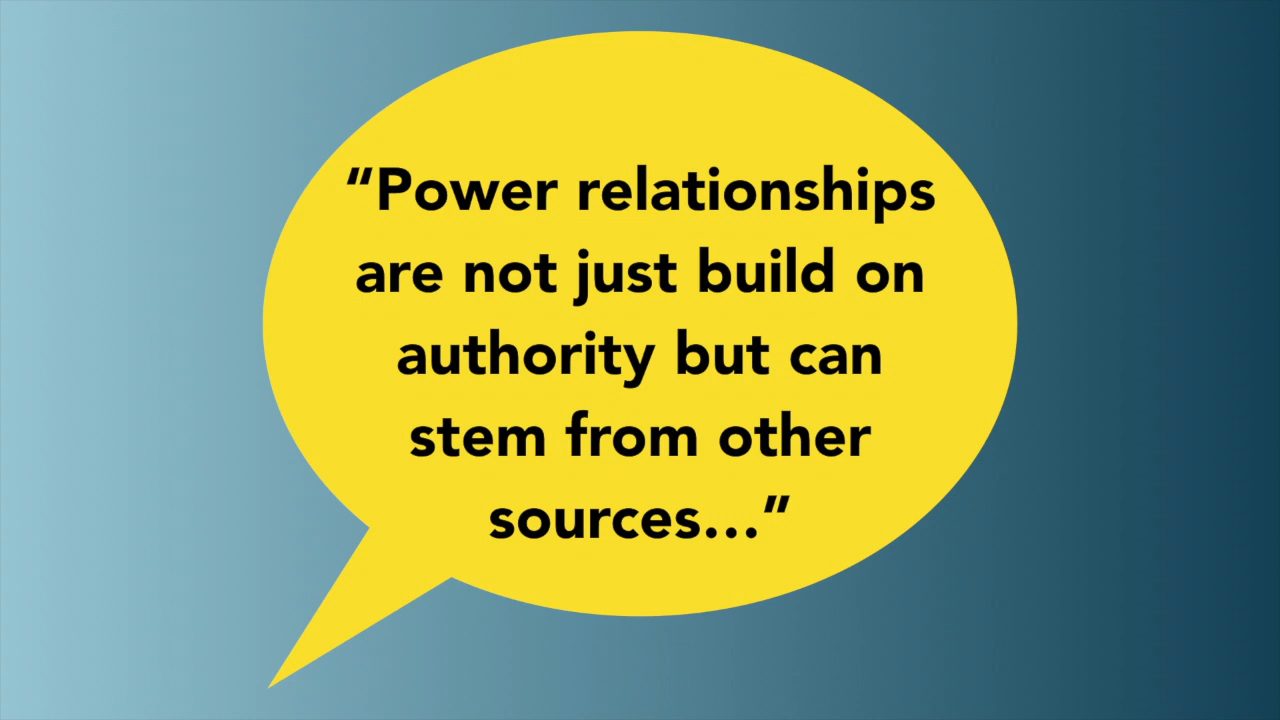 “Power relationships
are not just build on
authority but can
stem from other
sources...”